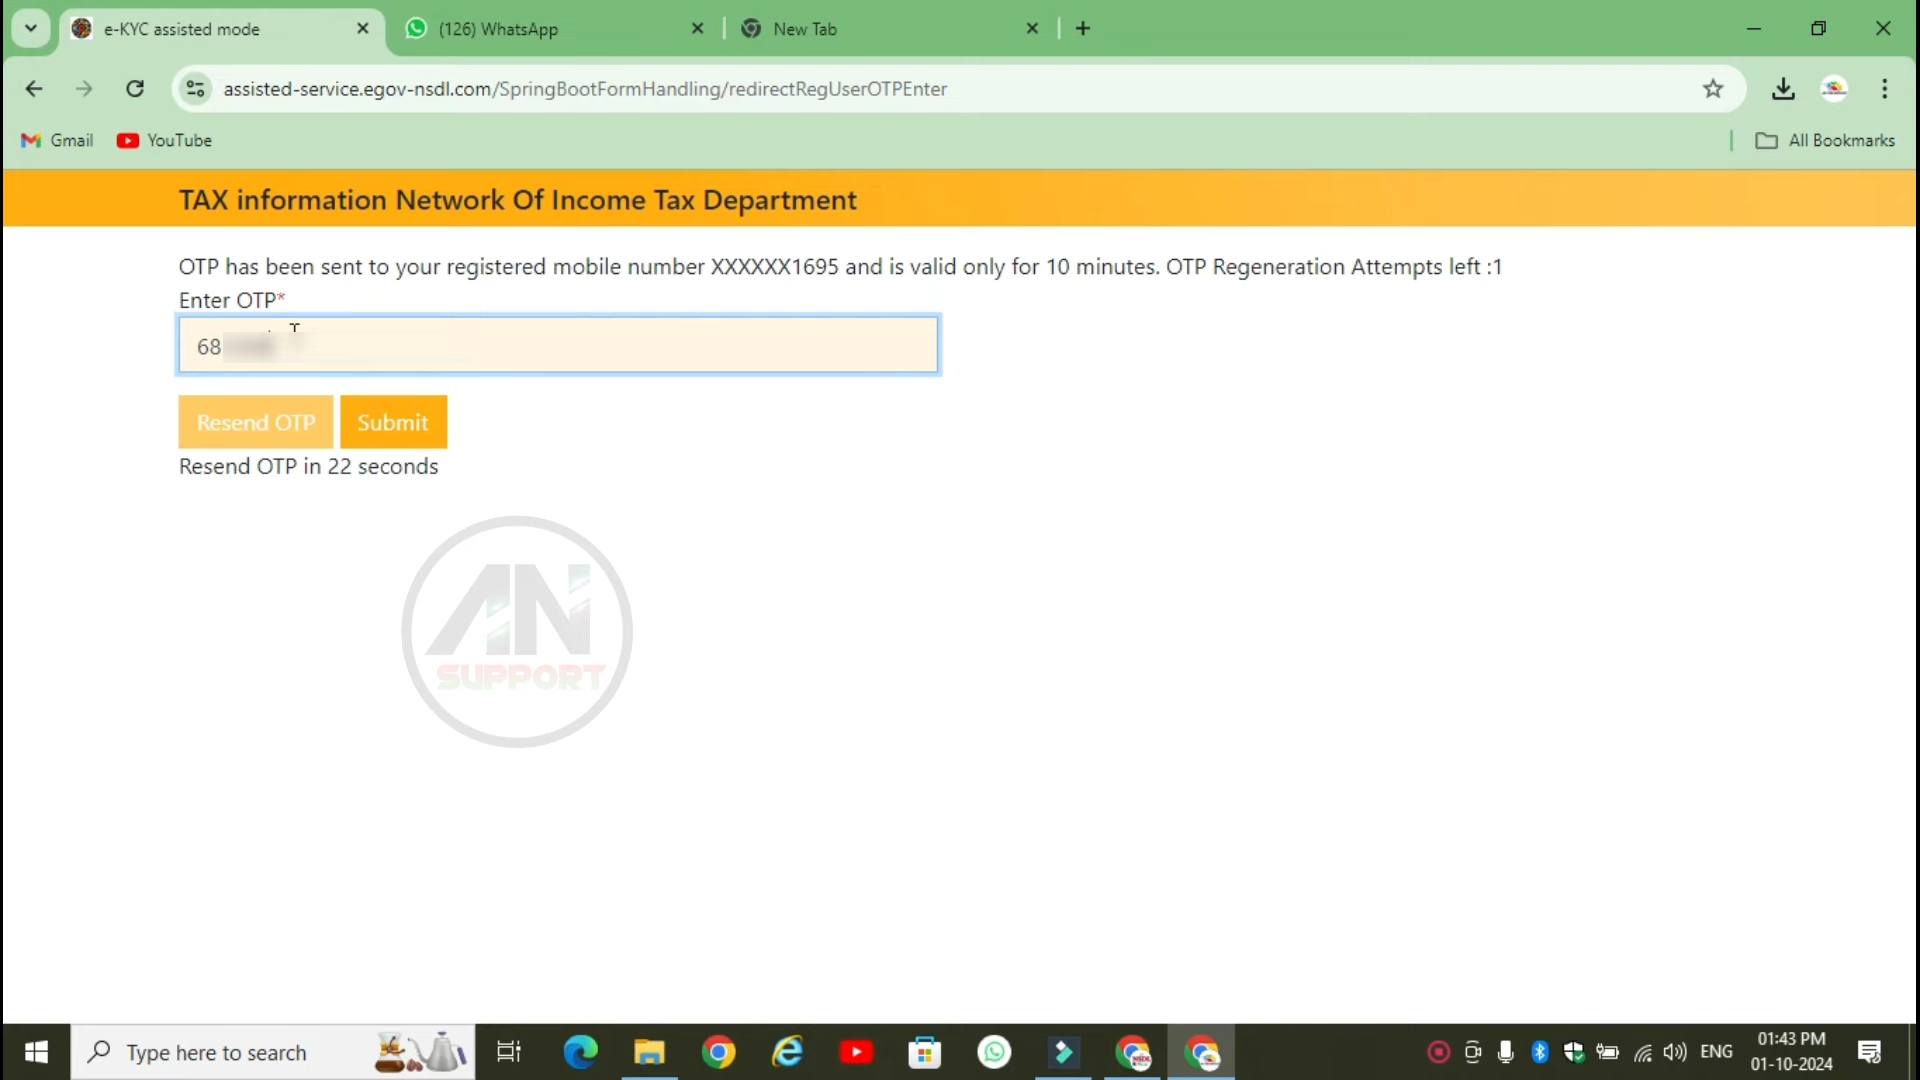 e-KYC assisted mode
(126) WhatsApp
New Tab
assisted-service.egov-nsdl.com/SpringBootFormHandling/redirectRegUserOTPEnter
Gmail
YouTube
All Bookmarks
TAX information Network Of Income Tax Department
OTP has been sent to your registered mobile number XXXXXX1695 and is valid only for 10 minutes. OTP Regeneration Attempts left :1
Enter OTP*
68
Resend OTP
Submit
Resend OTP in 22 seconds
AN
SUPPORT
Type here to search
ENG
01:43 PM
01-10-2024